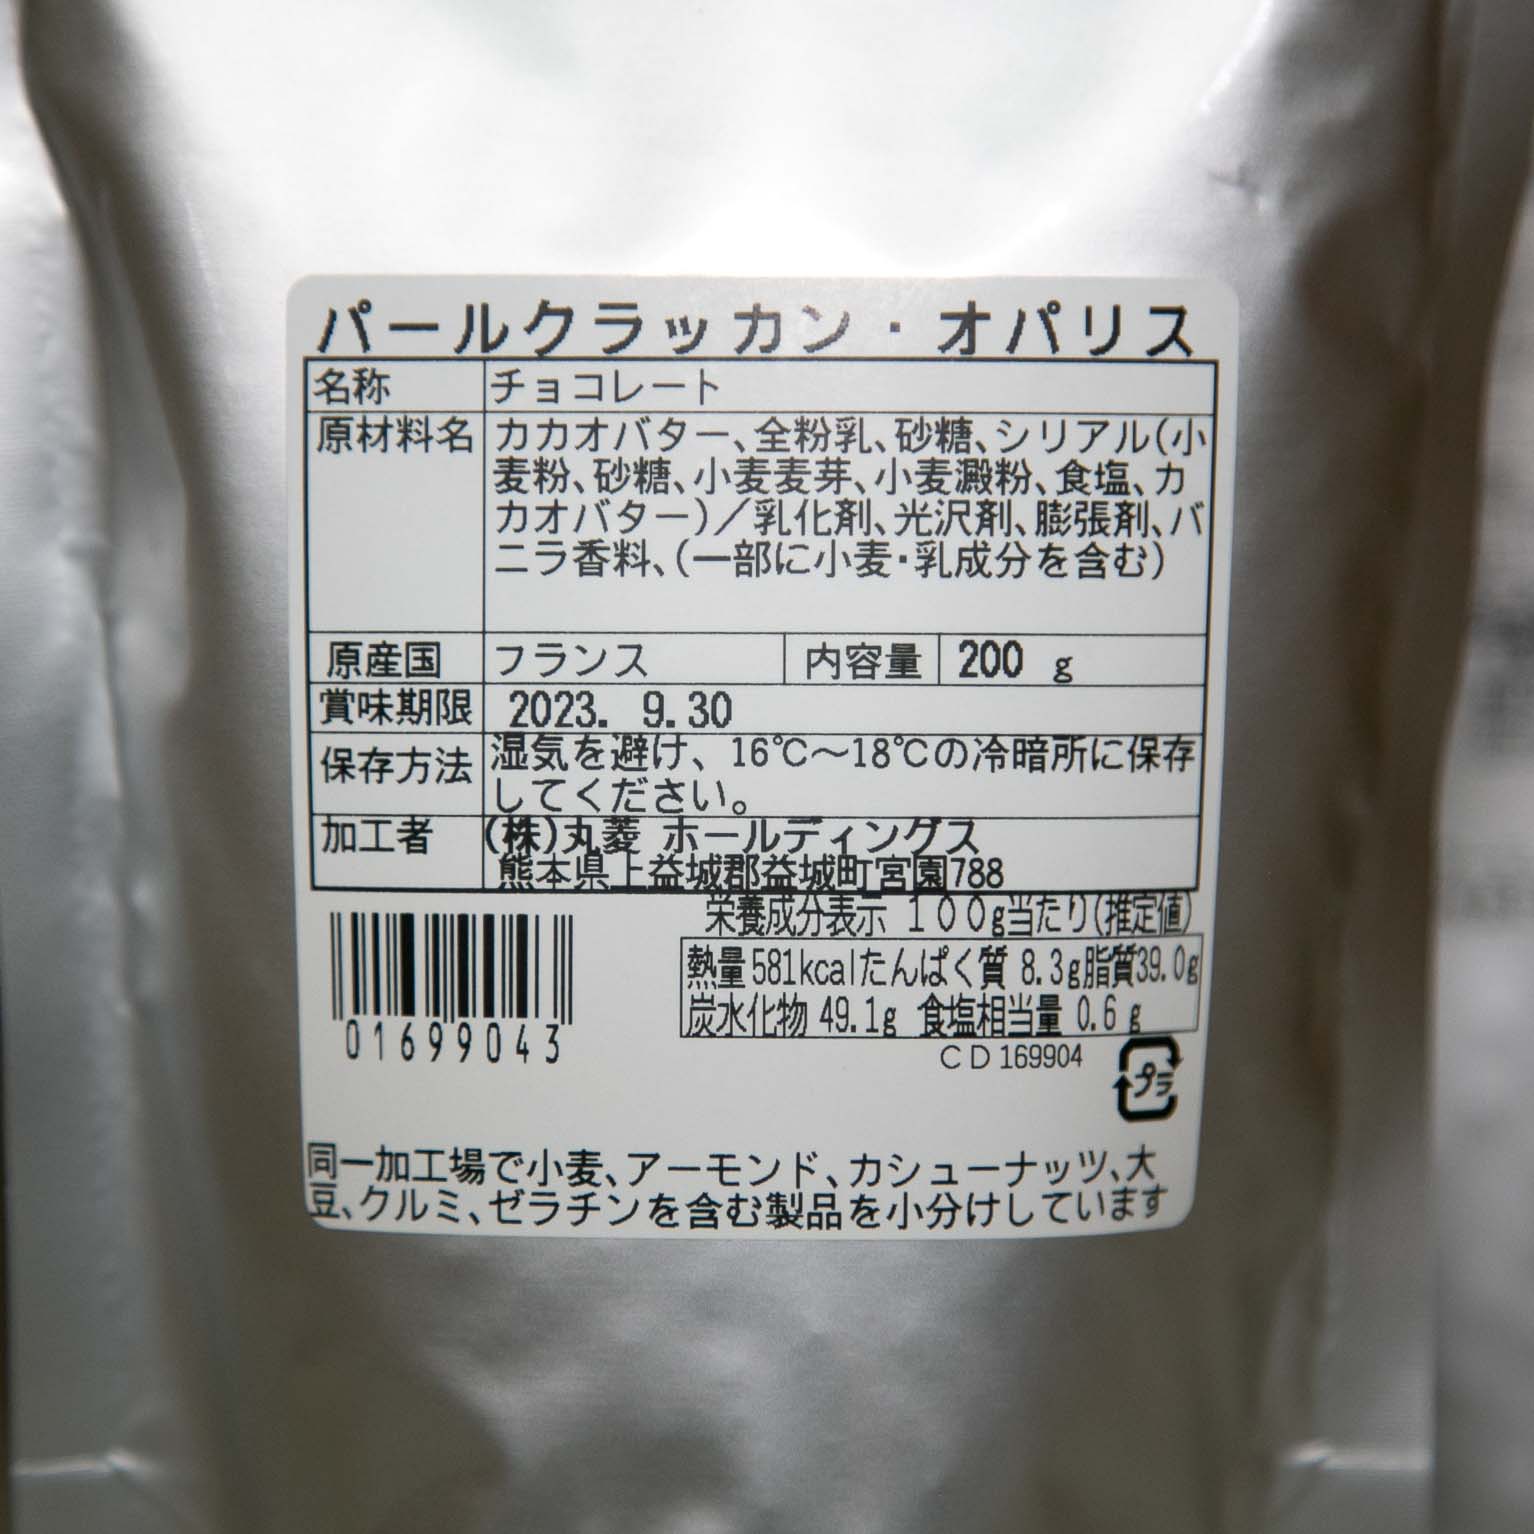 パールクラッカン・オパリス
名称 チョコレート
原材料名 カカオバター、全粉乳、砂糖、シリアル(小
麦粉、砂糖、小麦麦芽、小麦澱粉、食塩、カ
カオバター)/乳化剤、光沢剤、膨張剤、バ
ニラ香料、(一部に小麦・乳成分を含む)
原産国 フランス 内容量 200 g
賞味期限 2023. 9.30
保存方法 湿気を避け、16℃〜18℃の冷暗所に保存
してください。
加工者 (株)丸菱 ホールディングス
熊本県上益城郡益城町宮園788
栄養成分表示 100g当たり(推定値)
熱量581kcalたんぱく質 8.3g脂質39.0g
炭水化物 49.1g 食塩相当量 0.6 g
01699043
CD 169904
プラ
同一加工場で小麦、アーモンド、カシューナッツ、大
豆、クルミ、ゼラチンを含む製品を小分けしています